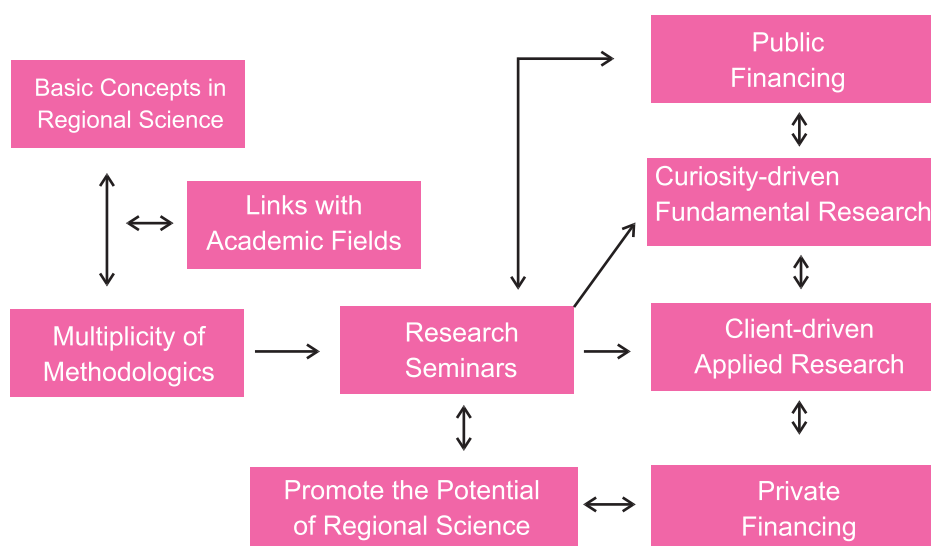 Basic Concepts in
Regional Science
Links with
Academic Fields
Multiplicity of
Methodologics
Research
Seminars
Promote the Potential
of Regional Science
Public
Financing
Curiosity-driven
Fundamental Research
Client-driven
Applied Research
Private
Financing